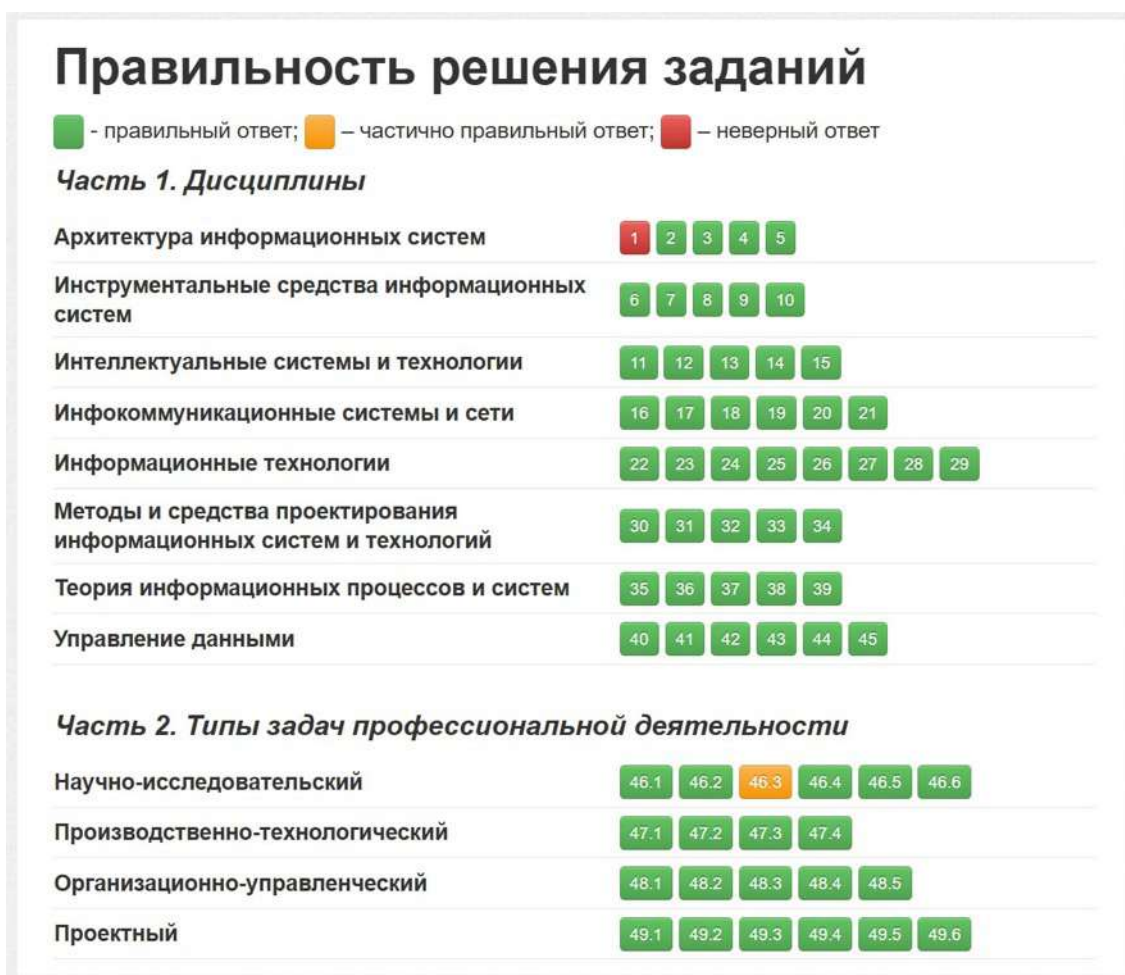 Правильность решения заданий
- правильный ответ; – частично правильный ответ; – неверный ответ
Часть 1. Дисциплины
Архитектура информационных систем 1 2 3 4 5
Инструментальные средства информационных
систем 6 7 8 9 10
Интеллектуальные системы и технологии 11 12 13 14 15
Инфокоммуникационные системы и сети 16 17 18 19 20 21
Информационные технологии 22 23 24 25 26 27 28 29
Методы и средства проектирования
информационных систем и технологий 30 31 32 33 34
Теория информационных процессов и систем 35 36 37 38 39
Управление данными 40 41 42 43 44 45
Часть 2. Типы задач профессиональной деятельности
Научно-исследовательский 46.1 46.2 46.3 46.4 46.5 46.6
Производственно-технологический 47.1 47.2 47.3 47.4
Организационно-управленческий 48.1 48.2 48.3 48.4 48.5
Проектный 49.1 49.2 49.3 49.4 49.5 49.6